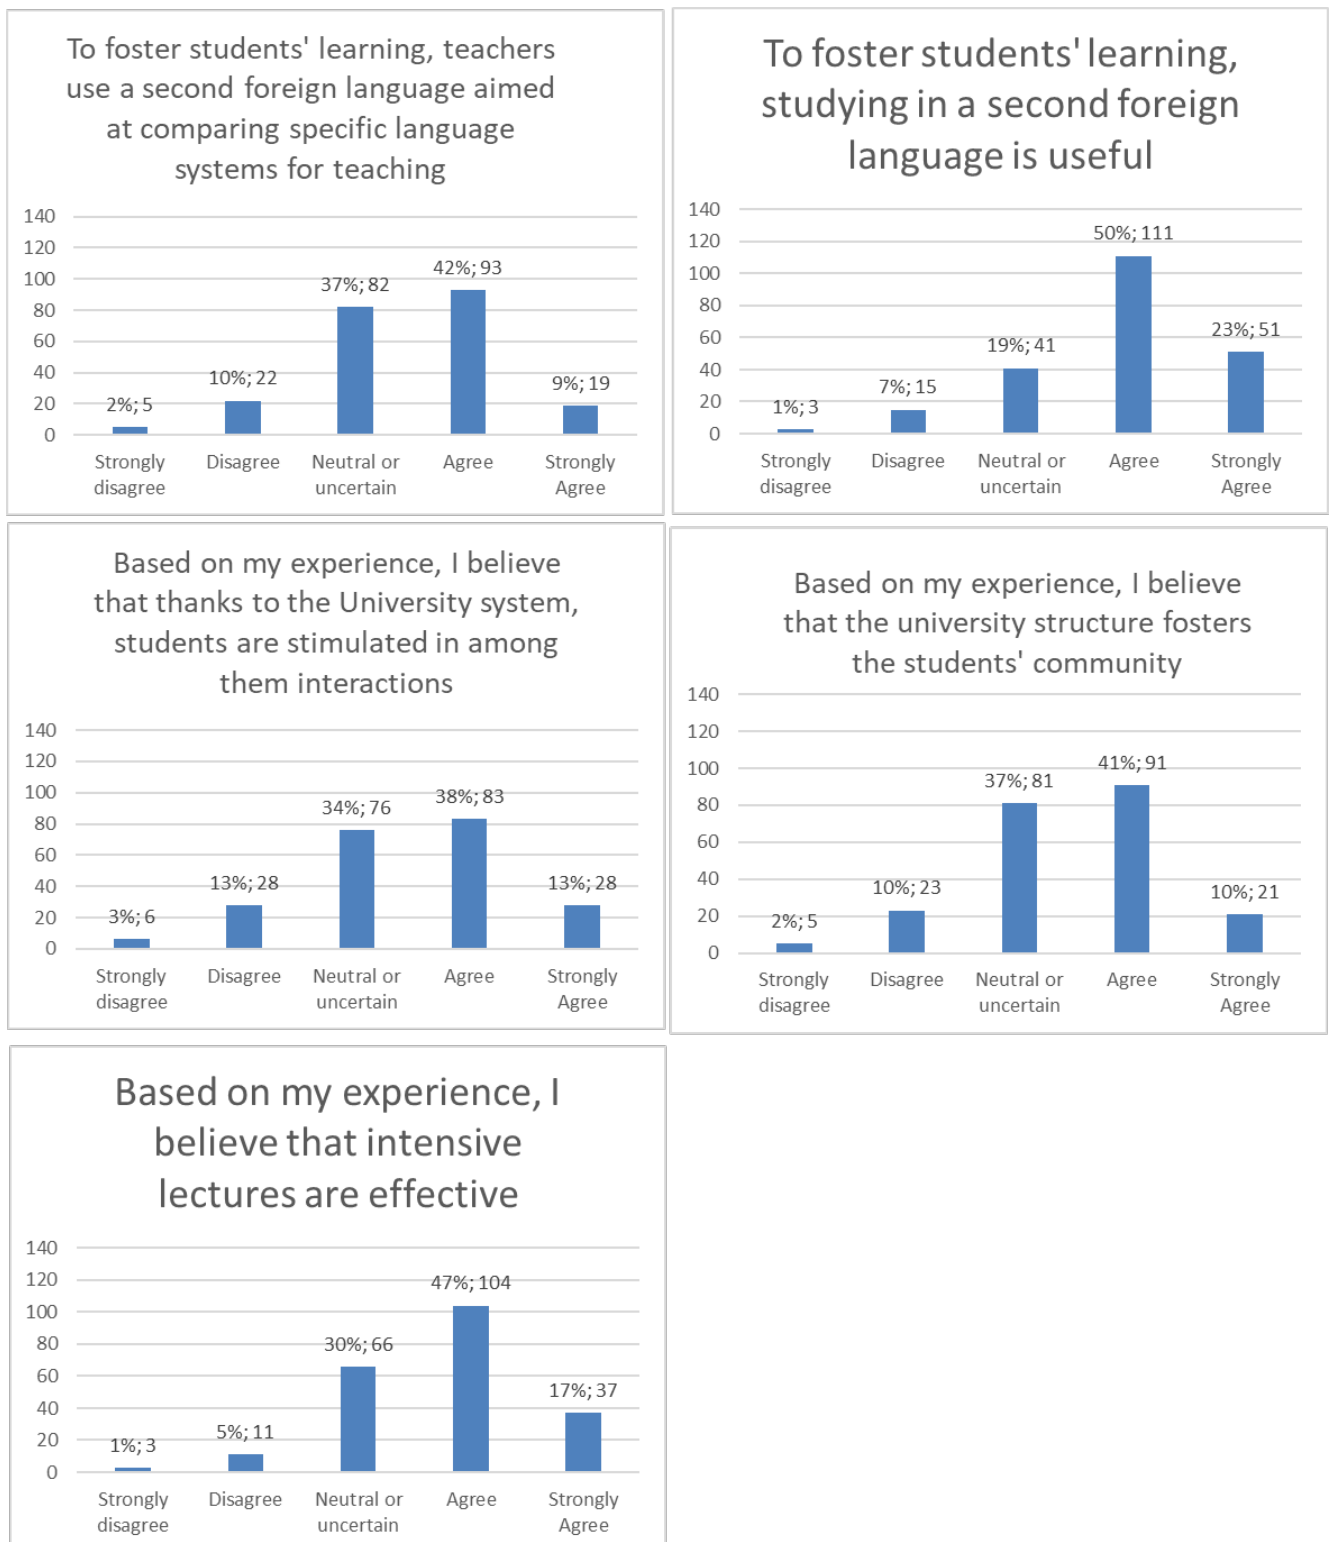 To foster students' learning, teachers
use a second foreign language aimed
at comparing specific language
systems for teaching
140
120
100
80
60
40
20
0
2%; 5
10%; 22
37%; 82
42%; 93
9%; 19
Strongly
disagree
Disagree
Neutral or
uncertain
Agree
Strongly
Agree
To foster students' learning,
studying in a second foreign
language is useful
140
120
100
80
60
40
20
0
1%; 3
7%; 15
19%; 41
50%; 111
23%; 51
Strongly
disagree
Disagree
Neutral or
uncertain
Agree
Strongly
Agree
Based on my experience, I believe
that thanks to the University system,
students are stimulated in among
them interactions
140
120
100
80
60
40
20
0
3%; 6
13%; 28
34%; 76
38%; 83
13%; 28
Strongly
disagree
Disagree
Neutral or
uncertain
Agree
Strongly
Agree
Based on my experience, I believe
that the university structure fosters
the students' community
140
120
100
80
60
40
20
0
2%; 5
10%; 23
37%; 81
41%; 91
10%; 21
Strongly
disagree
Disagree
Neutral or
uncertain
Agree
Strongly
Agree
Based on my experience, I
believe that intensive
lectures are effective
140
120
100
80
60
40
20
0
1%; 3
5%; 11
30%; 66
47%; 104
17%; 37
Strongly
disagree
Disagree
Neutral or
uncertain
Agree
Strongly
Agree